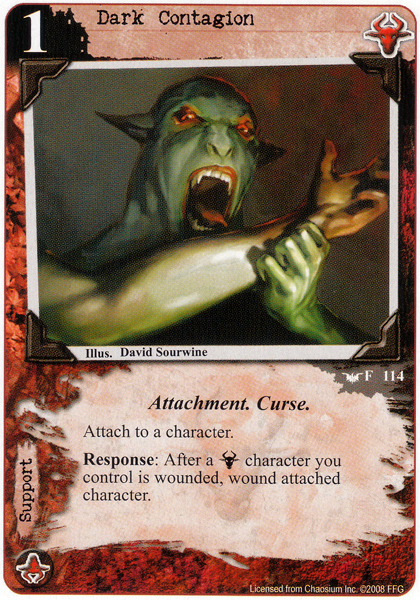 1
Dark Contagion
Illus. David Sourwine
F 114
Attachment. Curse.
Attach to a character.
Response: After a character you
control is wounded, wound attached
character.
Support
Licensed from Chaosium Inc. ©2008 FFG